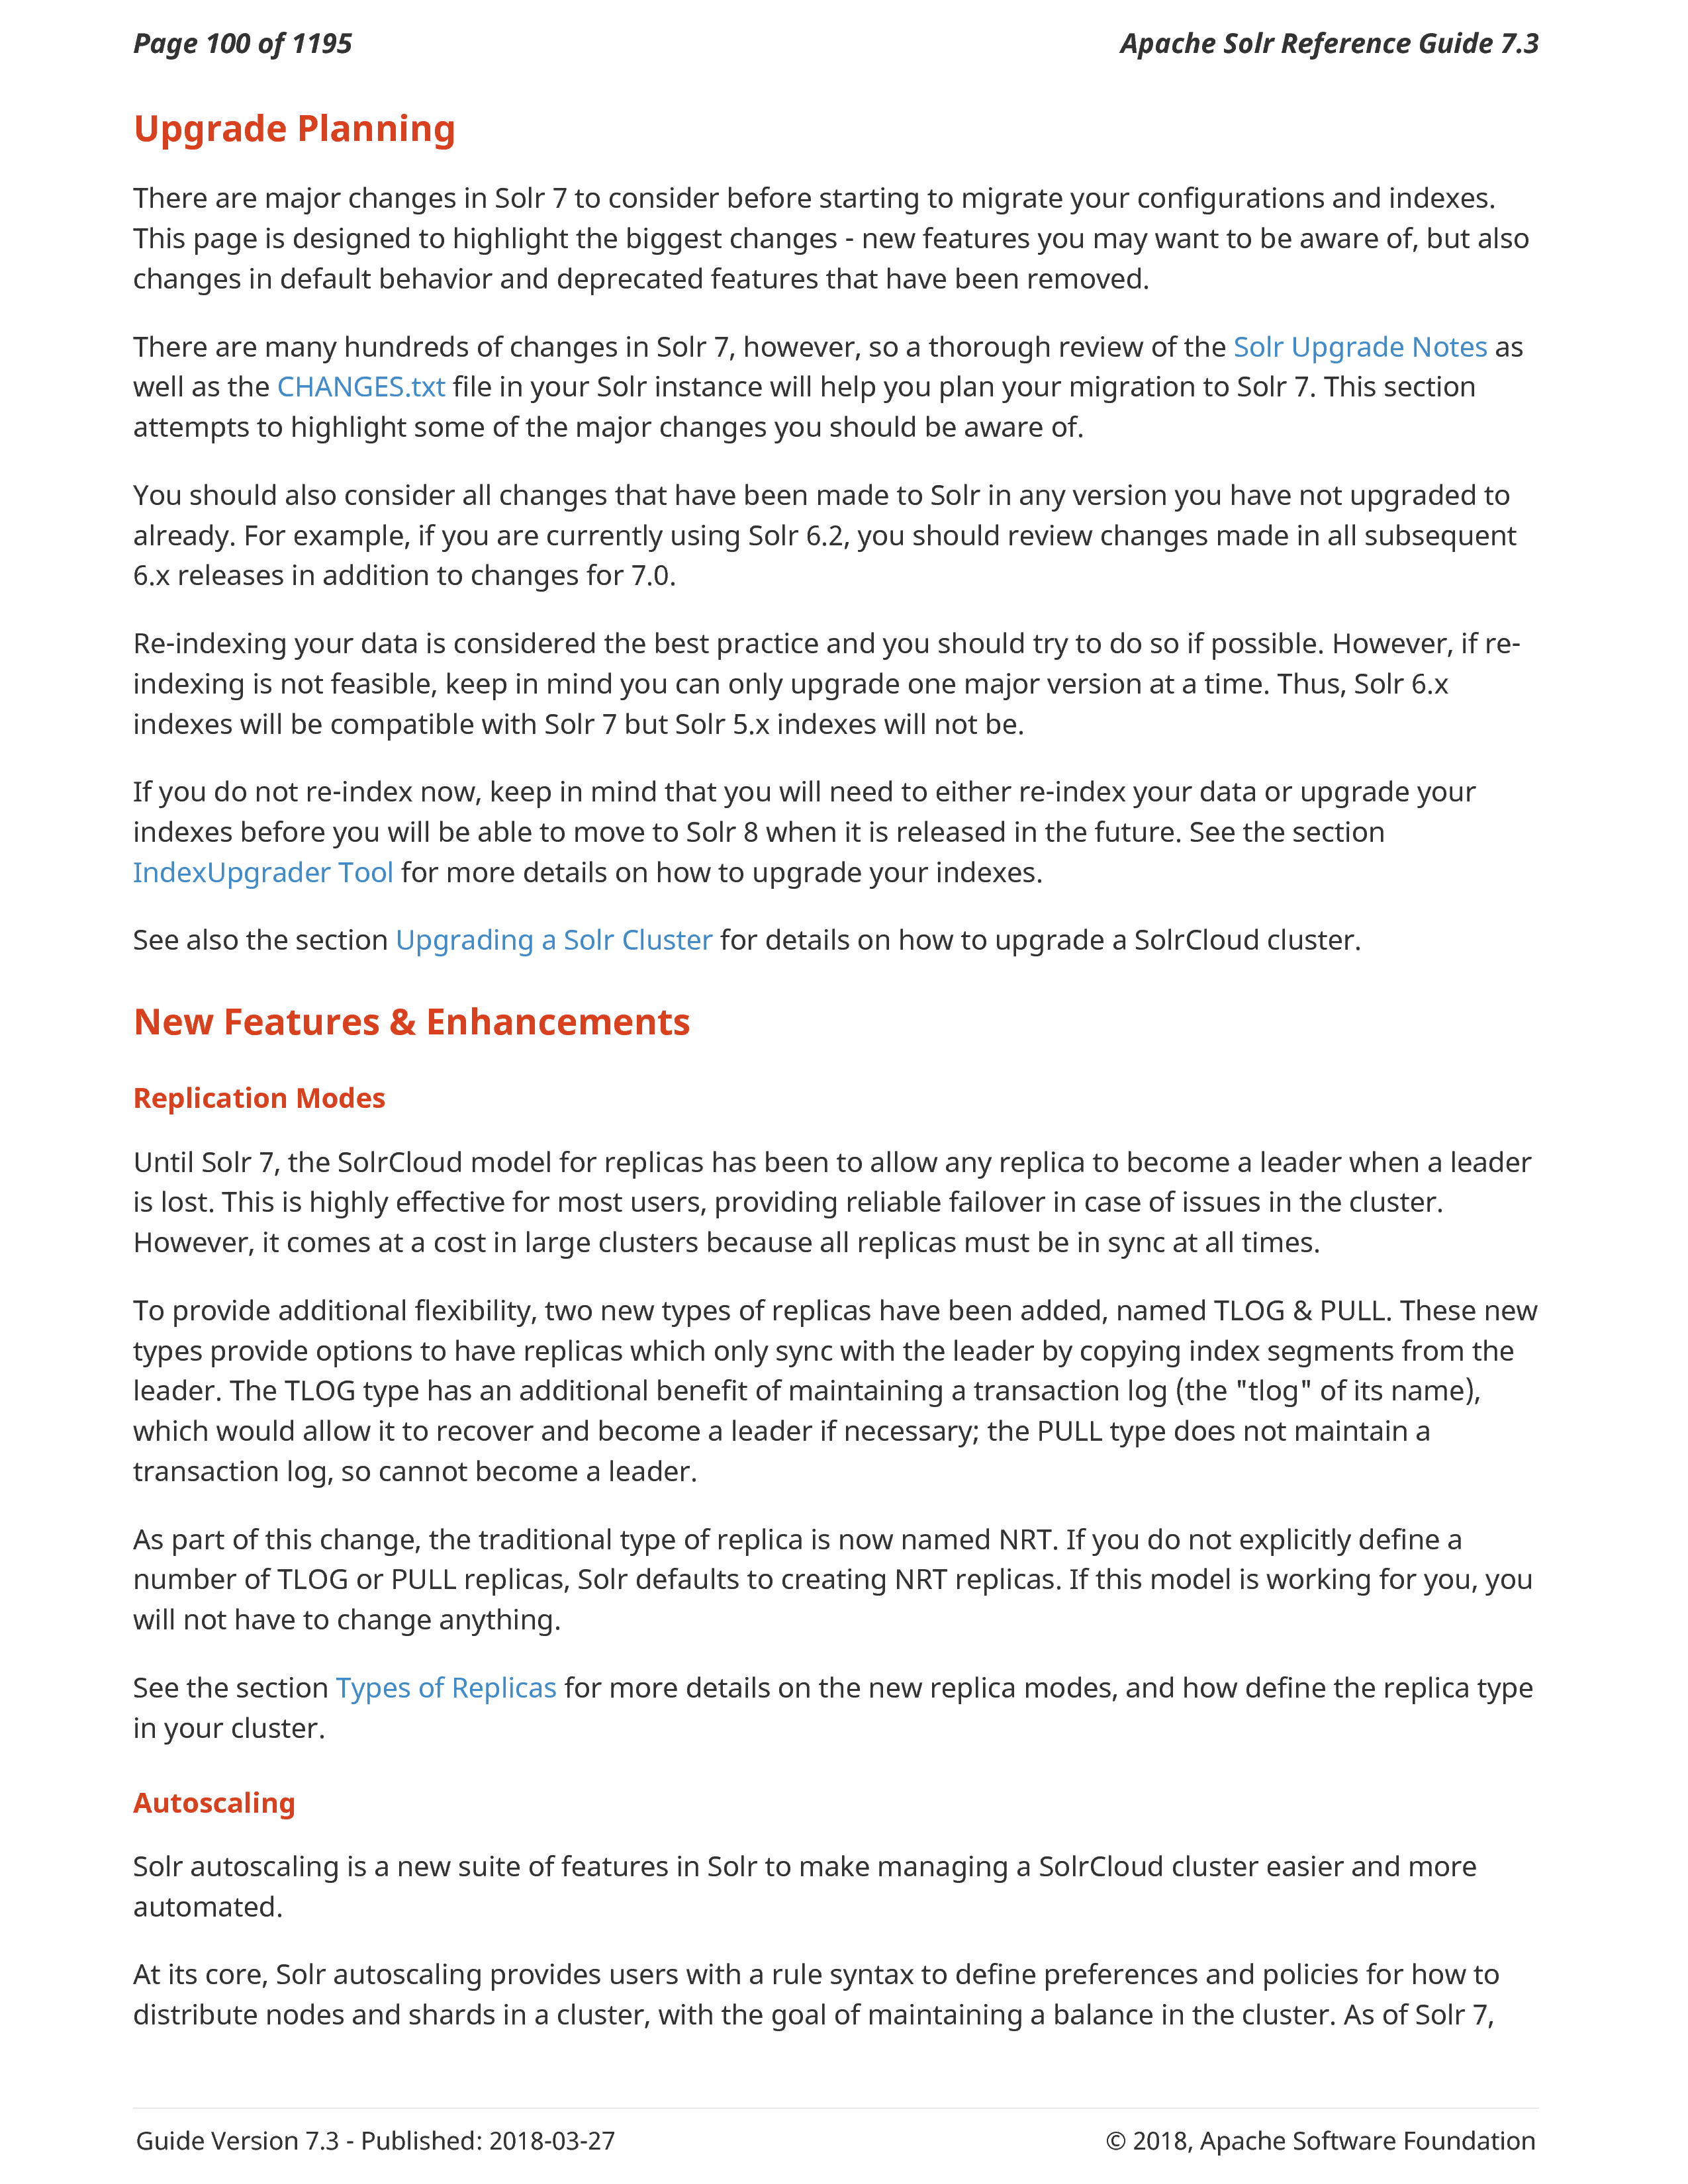 Page 100 of 1195
Apache Solr Reference Guide 7.3
Upgrade Planning
There are major changes in Solr 7 to consider before starting to migrate your configurations and indexes.
This page is designed to highlight the biggest changes - new features you may want to be aware of, but also
changes in default behavior and deprecated features that have been removed.
There are many hundreds of changes in Solr 7, however, so a thorough review of the Solr Upgrade Notes as
well as the CHANGES.txt file in your Solr instance will help you plan your migration to Solr 7. This section
attempts to highlight some of the major changes you should be aware of.
You should also consider all changes that have been made to Solr in any version you have not upgraded to
already. For example, if you are currently using Solr 6.2, you should review changes made in all subsequent
6.x releases in addition to changes for 7.0.
Re-indexing your data is considered the best practice and you should try to do so if possible. However, if re-
indexing is not feasible, keep in mind you can only upgrade one major version at a time. Thus, Solr 6.x
indexes will be compatible with Solr 7 but Solr 5.x indexes will not be.
If you do not re-index now, keep in mind that you will need to either re-index your data or upgrade your
indexes before you will be able to move to Solr 8 when it is released in the future. See the section
IndexUpgrader Tool for more details on how to upgrade your indexes.
See also the section Upgrading a Solr Cluster for details on how to upgrade a SolrCloud cluster.
New Features & Enhancements
Replication Modes
Until Solr 7, the SolrCloud model for replicas has been to allow any replica to become a leader when a leader
is lost. This is highly effective for most users, providing reliable failover in case of issues in the cluster.
However, it comes at a cost in large clusters because all replicas must be in sync at all times.
To provide additional flexibility, two new types of replicas have been added, named TLOG & PULL. These new
types provide options to have replicas which only sync with the leader by copying index segments from the
leader. The TLOG type has an additional benefit of maintaining a transaction log (the "tlog" of its name),
which would allow it to recover and become a leader if necessary; the PULL type does not maintain a
transaction log, so cannot become a leader.
As part of this change, the traditional type of replica is now named NRT. If you do not explicitly define a
number of TLOG or PULL replicas, Solr defaults to creating NRT replicas. If this model is working for you, you
will not have to change anything.
See the section Types of Replicas for more details on the new replica modes, and how define the replica type
in your cluster.
Autoscaling
Solr autoscaling is a new suite of features in Solr to make managing a SolrCloud cluster easier and more
automated.
At its core, Solr autoscaling provides users with a rule syntax to define preferences and policies for how to
distribute nodes and shards in a cluster, with the goal of maintaining a balance in the cluster. As of Solr 7,
Guide Version 7.3 - Published: 2018-03-27
© 2018, Apache Software Foundation